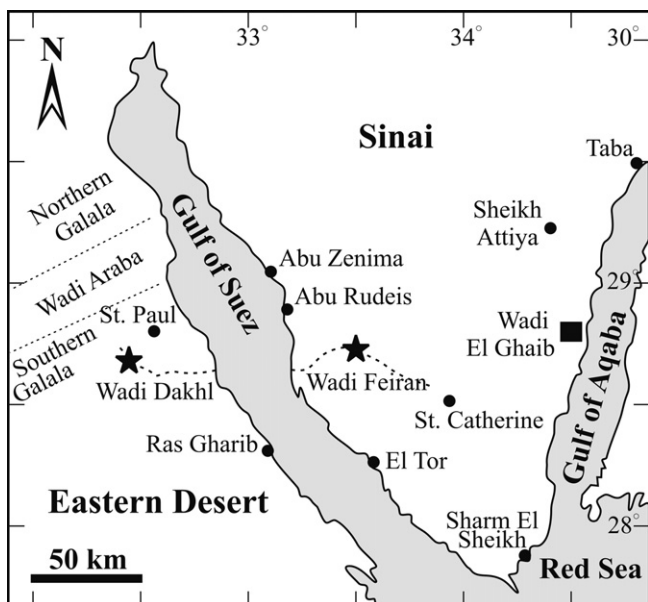 33°
34°
30°
N
Sinai
Taba
Northern
Galala
Gulf of Suez
Sheikh
Attiya
Wadi Araba
Abu Zenima
29°
St. Paul
Abu Rudeis
Wadi
El Ghaib
Southern
Galala
Wadi Dakhl
Wadi Feiran
Gulf of Aqaba
St. Catherine
Ras Gharib
El Tor
Eastern Desert
28°
Sharm El
Sheikh
50 km
Red Sea